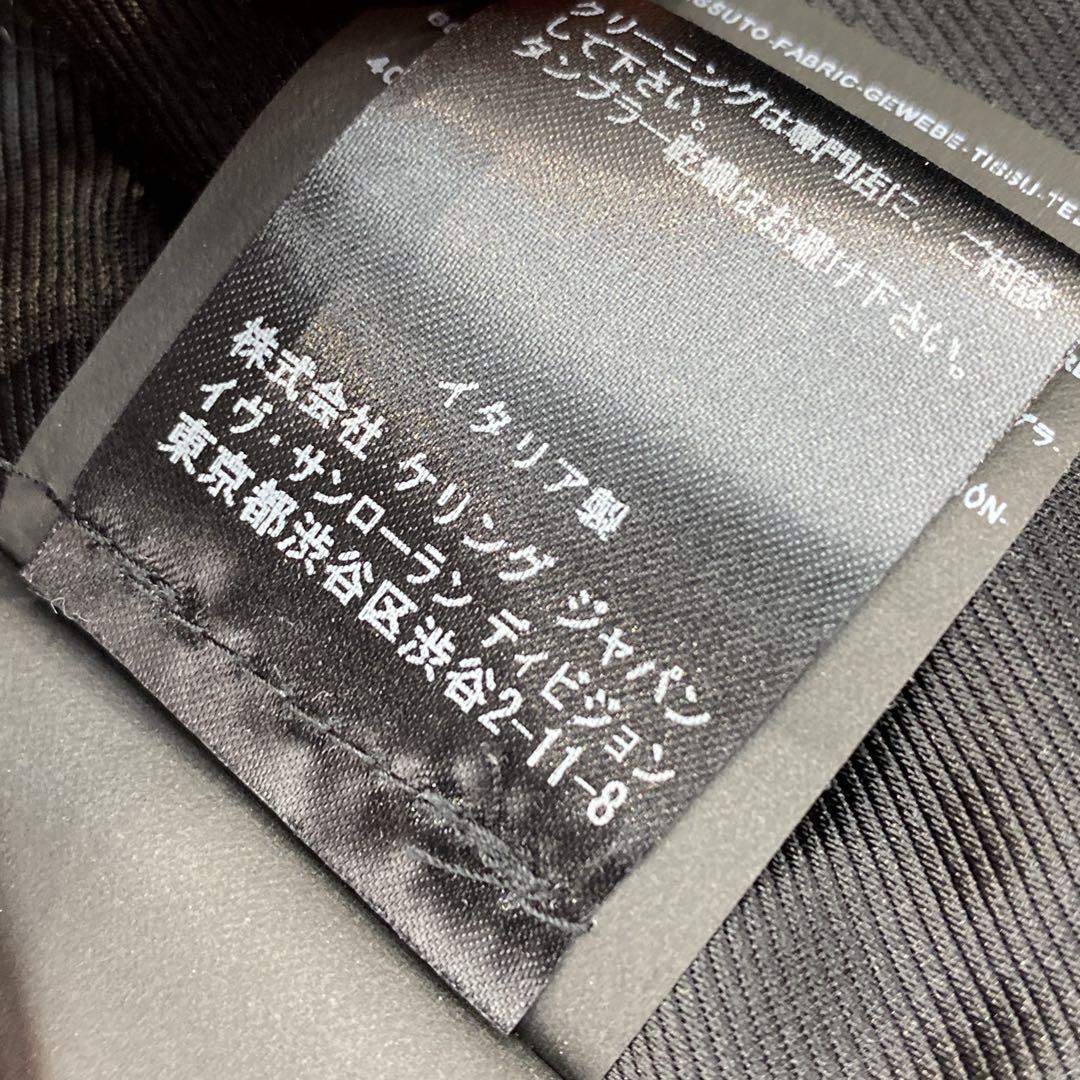 SSUTO-FABRIC-GEWEBE-TISSU-TE
クリーニングは専門店に、ご相談
して下さい。
タンブラー乾燥はお避け下さい。
イタリア製
株式会社 ケリング ジャパン
イヴ・サンローラン ディビジョン
東京都渋谷区渋谷2-11-8
ÓN-